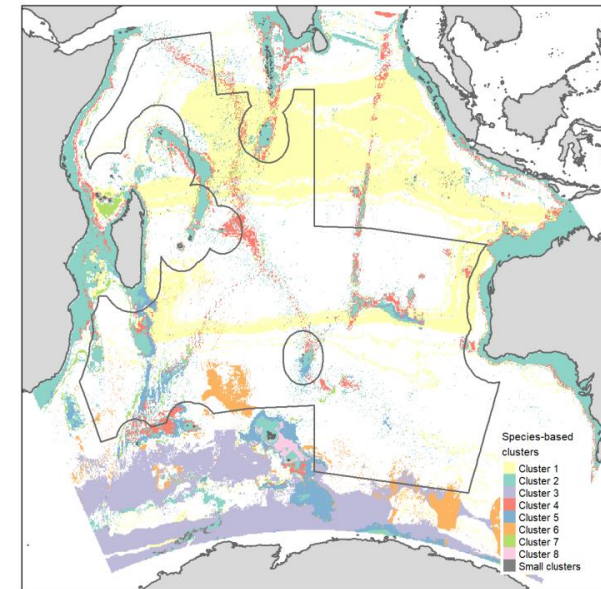 Species-based
clusters
Cluster 1
Cluster 2
Cluster 3
Cluster 4
Cluster 5
Cluster 6
Cluster 7
Cluster 8
Small clusters